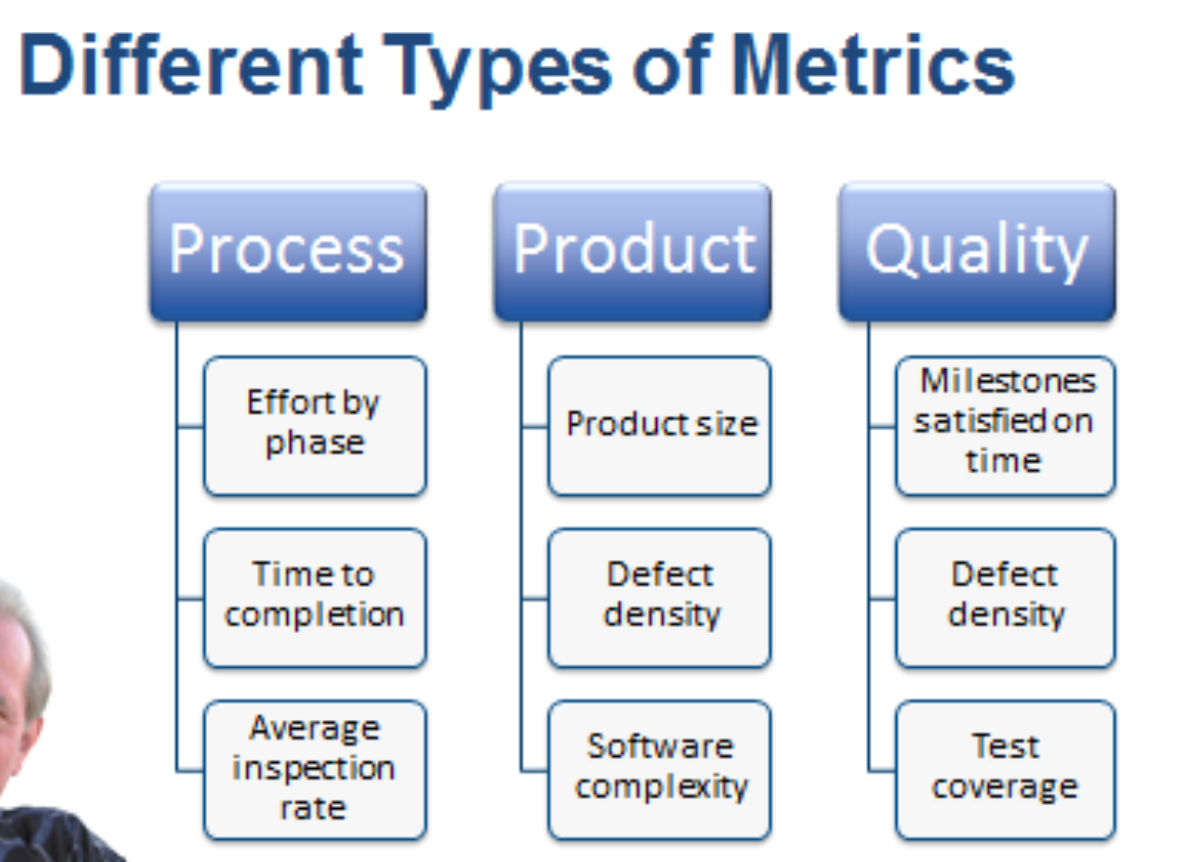 Different Types of Metrics
Process
Effort by
phase
Time to
completion
Average
inspection
rate
Product
Product size
Defect
density
Software
complexity
Quality
Milestones
satisfied on
time
Defect
density
Test
coverage